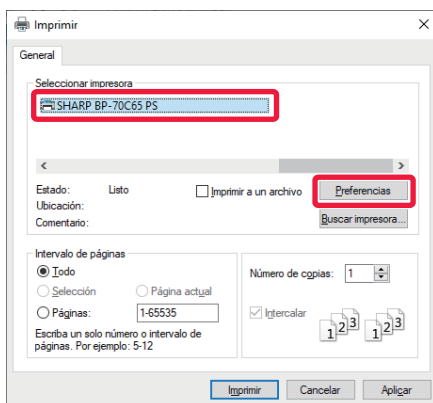 Imprimir
General
Seleccionar impresora
SHARP BP-70C65 PS
Estado: Listo
Imprimir a un archivo
Preferencias
Ubicación:
Comentario:
Buscar impresora...
Intervalo de páginas
Todo
Selección
Página actual
Páginas: 1-65535
Escriba un solo número o intervalo de
páginas. Por ejemplo: 5-12
Número de copias: 1
Intercalar
1 2 3 1 2 3
Imprimir Cancelar Aplicar